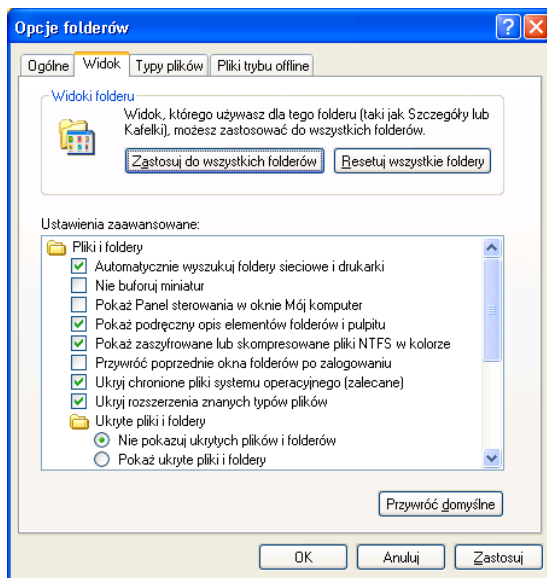 Opcje folderów
Ogólne Widok Typy plików Pliki trybu offline
Widoki folderu
Widok, którego używasz dla tego folderu (taki jak Szczegóły lub
Kafelki), możesz zastosować do wszystkich folderów.
Zastosuj do wszystkich folderów Resetuj wszystkie foldery
Ustawienia zaawansowane:
Pliki i foldery
Automatycznie wyszukuj foldery sieciowe i drukarki
Nie buforuj miniatur
Pokaż Panel sterowania w oknie Mój komputer
Pokaż podręczny opis elementów folderów i pulpitu
Pokaż zaszyfrowane lub skompresowane pliki NTFS w kolorze
Przywróć poprzednie okna folderów po zalogowaniu
Ukryj chronione pliki systemu operacyjnego (zalecane)
Ukryj rozszerzenia znanych typów plików
Ukryte pliki i foldery
Nie pokazuj ukrytych plików i folderów
Pokaż ukryte pliki i foldery
Przywróć domyślne
OK Anuluj Zastosuj